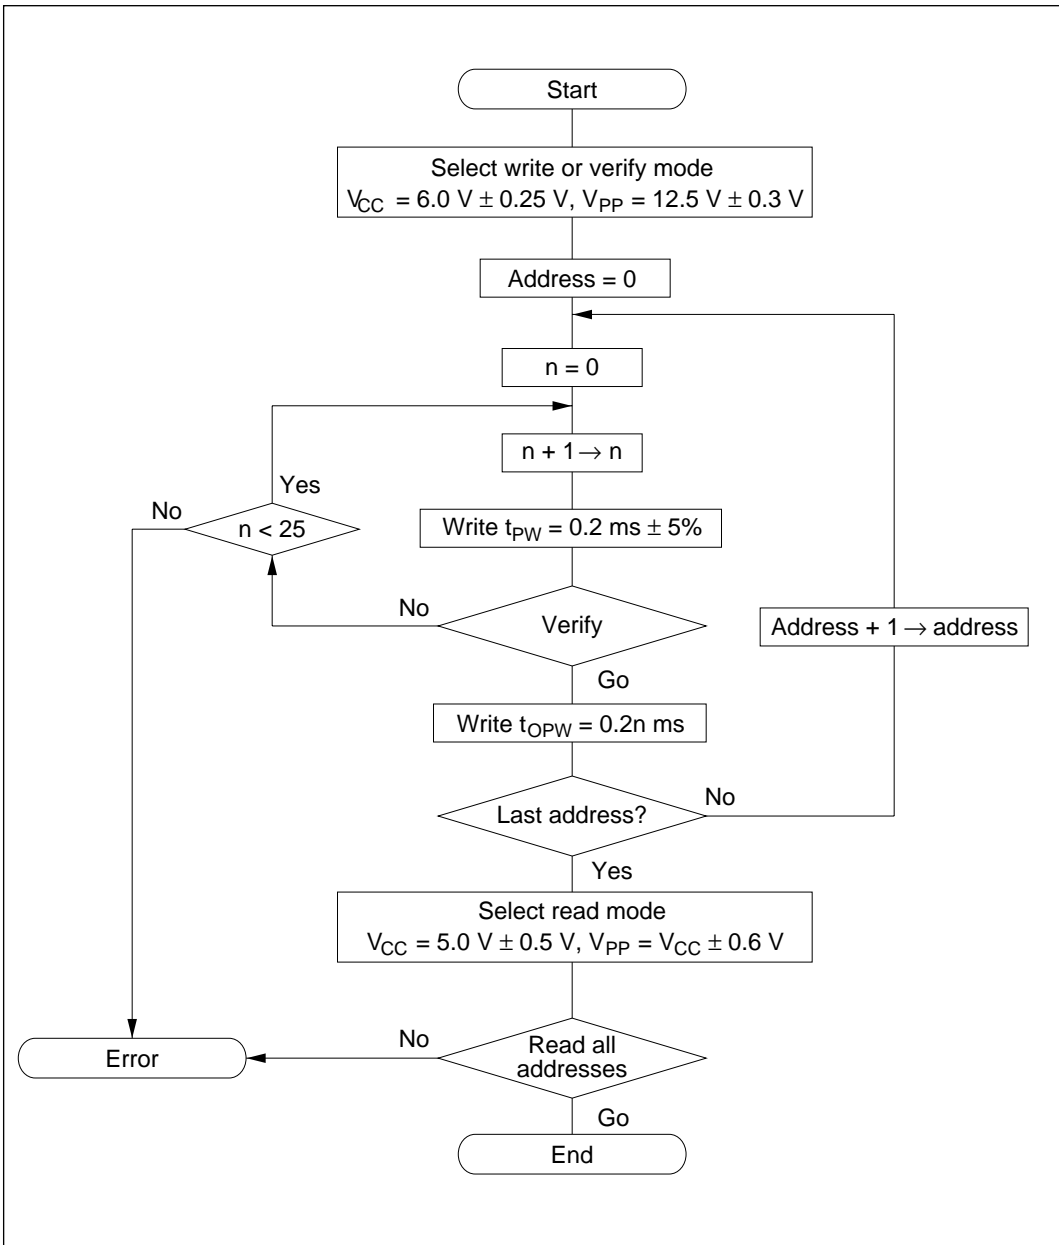 Start
Select write or verify mode
VCC = 6.0 V ± 0.25 V, VPP = 12.5 V ± 0.3 V
Address = 0
n = 0
n + 1 → n
Yes
No
n < 25
Write tPW = 0.2 ms ± 5%
No
Verify
Address + 1 → address
Go
Write tOPW = 0.2n ms
Last address?
No
Yes
Select read mode
VCC = 5.0 V ± 0.5 V, VPP = VCC ± 0.6 V
Error
No
Read all
addresses
Go
End